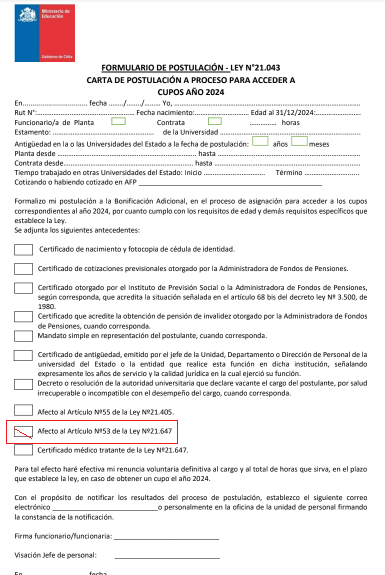 Ministerio de
Educación
Gobierno de Chile
FORMULARIO DE POSTULACIÓN - LEY N°21.043
CARTA DE POSTULACIÓN A PROCESO PARA ACCEDER A
CUPOS AÑO 2024
En........................... fecha ....../....../...... Yo, ..................................................
Rut N°:........................ Fecha nacimiento:.................... Edad al 31/12/2024:................
Funcionario/a de Planta Contrata ............ horas
Estamento: .................................... de la Universidad ..................................................
Antigüedad en la o las Universidades del Estado a la fecha de postulación: años meses
Planta desde.................................................. hasta ..................................................
Contrata desde.................................................. hasta ..................................................
Tiempo trabajado en otras Universidades del Estado: Inicio .................... Término ....................
Cotizando o habiendo cotizado en AFP ______________________________
Formalizo mi postulación a la Bonificación Adicional, en el proceso de asignación para acceder a los cupos
correspondientes al año 2024, por cuanto cumplo con los requisitos de edad y demás requisitos específicos que
establece la Ley.
Se adjunta los siguientes antecedentes:
Certificado de nacimiento y fotocopia de cédula de identidad.
Certificado de cotizaciones previsionales otorgado por la Administradora de Fondos de Pensiones.
Certificado otorgado por el Instituto de Previsión Social o la Administradora de Fondos de Pensiones,
según corresponda, que acredita la situación señalada en el artículo 68 bis del decreto ley Nº 3.500, de
1980.
Certificado que acredite la obtención de pensión de invalidez otorgado por la Administradora de Fondos
de Pensiones, cuando corresponda.
Mandato simple en representación del postulante, cuando corresponda.
Certificado de antigüedad, emitido por el jefe de la Unidad, Departamento o Dirección de Personal de la
universidad del Estado o la entidad que realice esta función en dicha institución, señalando
expresamente los años de servicio y la calidad jurídica en la cual ejerció su función.
Decreto o resolución de la autoridad universitaria que declare vacante el cargo del postulante, por salud
irrecuperable o incompatible con el desempeño del cargo, cuando corresponda.
Afecto al Artículo Nº55 de la Ley Nº21.405.
Afecto al Artículo Nº53 de la Ley Nº21.647
Certificado médico tratante de la Ley Nº21.647.
Para tal efecto haré efectiva mi renuncia voluntaria definitiva al cargo y al total de horas que sirva, en el plazo
que establece la ley, en caso de obtener un cupo el año 2024.
Con el propósito de notificar los resultados del proceso de postulación, establezco el siguiente correo
electrónico ____________________o personalmente en la oficina de la unidad de personal firmando
la constancia de la notificación.
Firma funcionario/funcionaria: ____________________
Visación Jefe de personal: ____________________
En ........................... fecha